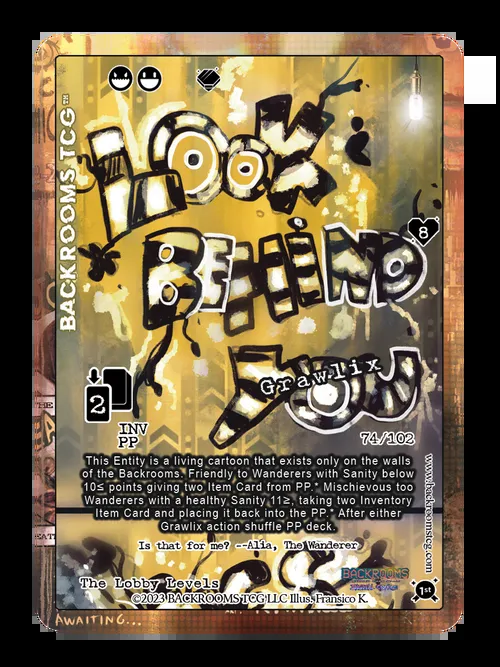 BACKROOMS TCG™
LOOK
8
BEHIND
YOU
Grawlix
2
INV
PP
74/102
This Entity is a living cartoon that exists only on the walls
of the Backrooms. Friendly to Wanderers with Sanity below
10≤ points giving two Item Card from PP.* Mischievous too
Wanderers with a healthy Sanity 11≥, taking two Inventory
Item Card and placing it back into the PP.* After either
Grawlix action shuffle PP deck.
www.backroomstcg.com
Is that for me? --Alia, The Wanderer
The Lobby Levels
BACKROOMS
©2023 BACKROOMS TCG LLC Illus. Fransico K.
1st
AWAITING...